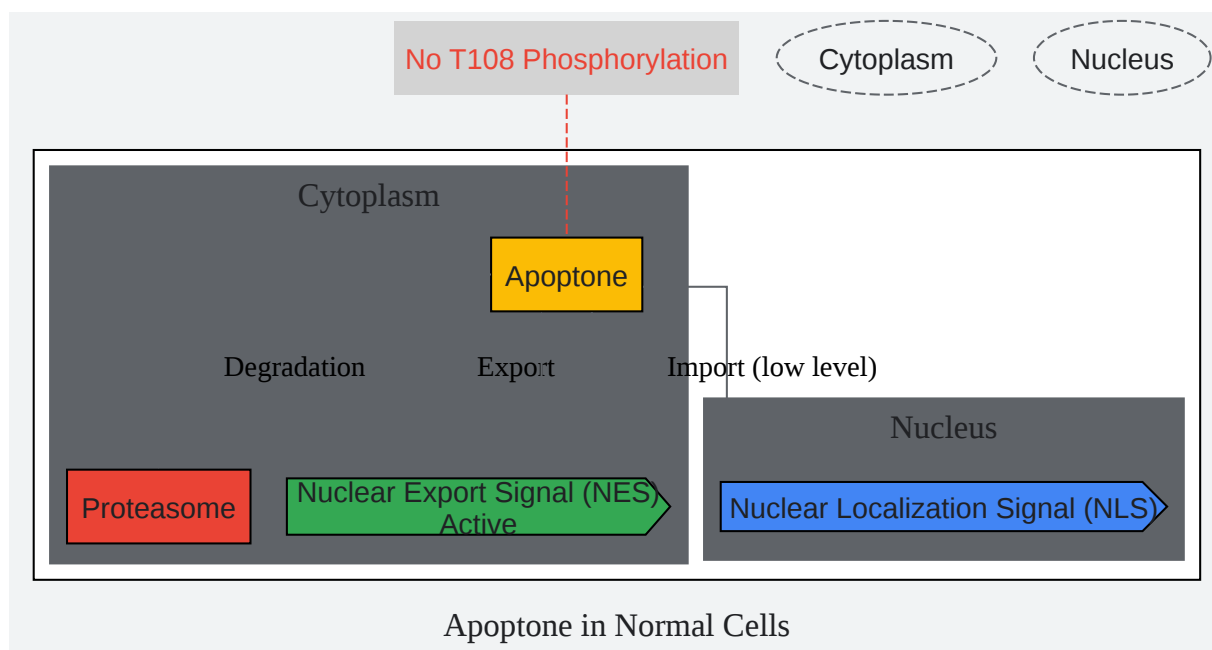 No T108 Phosphorylation
Cytoplasm
Nucleus
Cytoplasm
Apoptone
Degradation
Export
Import (low level)
Nucleus
Proteasome
Nuclear Export Signal (NES)
Active
Nuclear Localization Signal (NLS)
Apoptone in Normal Cells